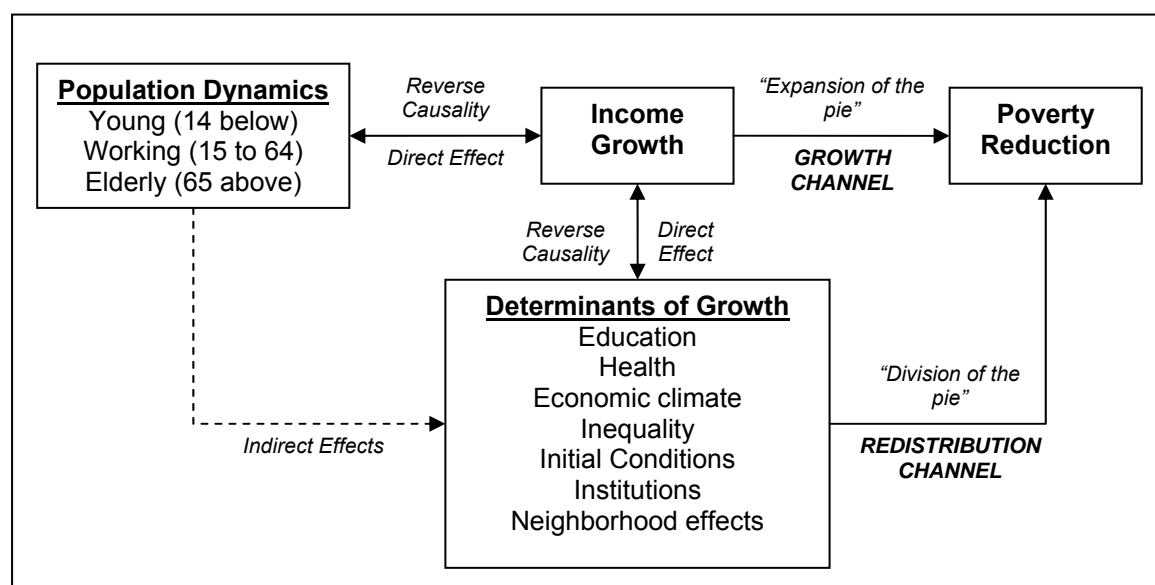 Population Dynamics
Young (14 below)
Working (15 to 64)
Elderly (65 above)
Reverse
Causality
Direct Effect
Income
Growth
“Expansion of the
pie”
GROWTH
CHANNEL
Poverty
Reduction
Reverse
Causality
Direct
Effect
Determinants of Growth
Education
Health
Economic climate
Inequality
Initial Conditions
Institutions
Neighborhood effects
Indirect Effects
“Division of the
pie”
REDISTRIBUTION
CHANNEL